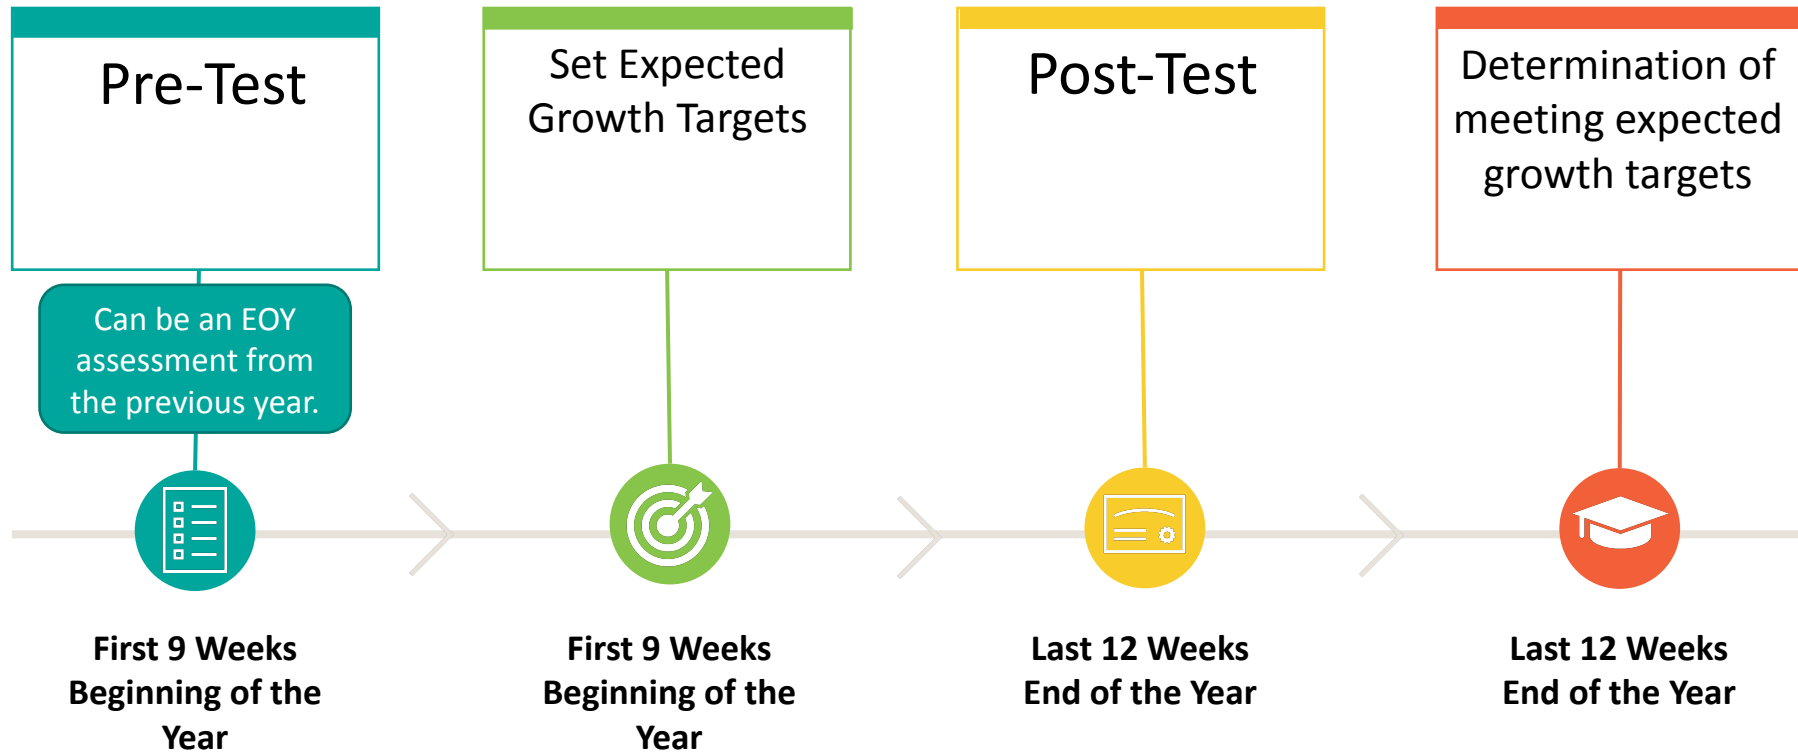 Pre-Test
Can be an EOY
assessment from
the previous year.
First 9 Weeks
Beginning of the
Year
Set Expected
Growth Targets
First 9 Weeks
Beginning of the
Year
Post-Test
Last 12 Weeks
End of the Year
Determination of
meeting expected
growth targets
Last 12 Weeks
End of the Year